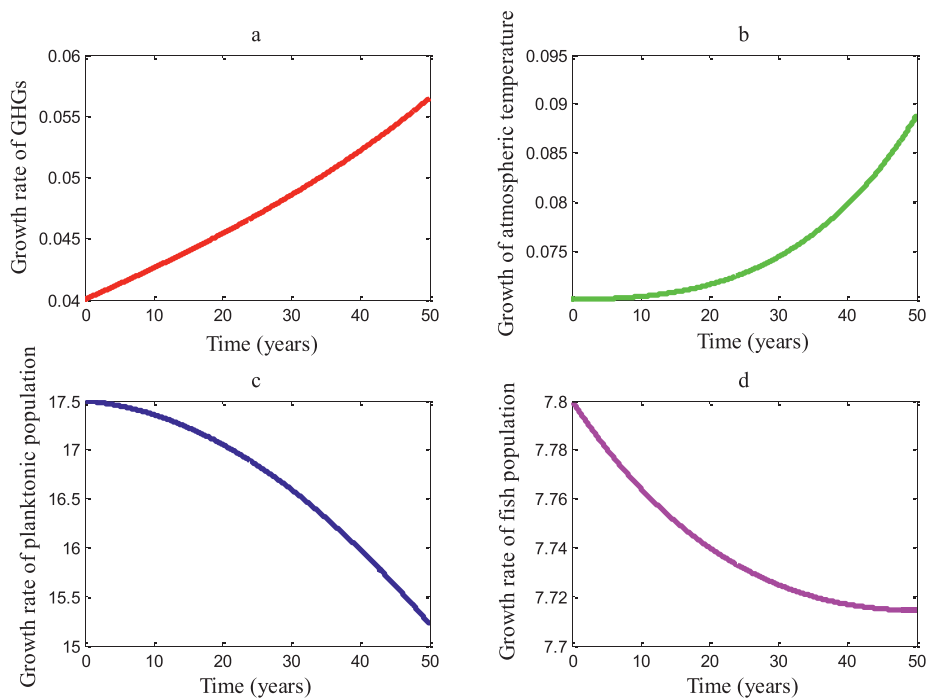 a
Growth rate of GHGs
0.06
0.055
0.05
0.045
0.04
0 10 20 30 40 50
Time (years)
b
Growth of atmospheric temperature
0.095
0.09
0.085
0.08
0.075
0 10 20 30 40 50
Time (years)
c
Growth rate of planktonic population
17.5
17
16.5
16
15.5
15
0 10 20 30 40 50
Time (years)
d
Growth rate of fish population
7.8
7.78
7.76
7.74
7.72
7.7
0 10 20 30 40 50
Time (years)